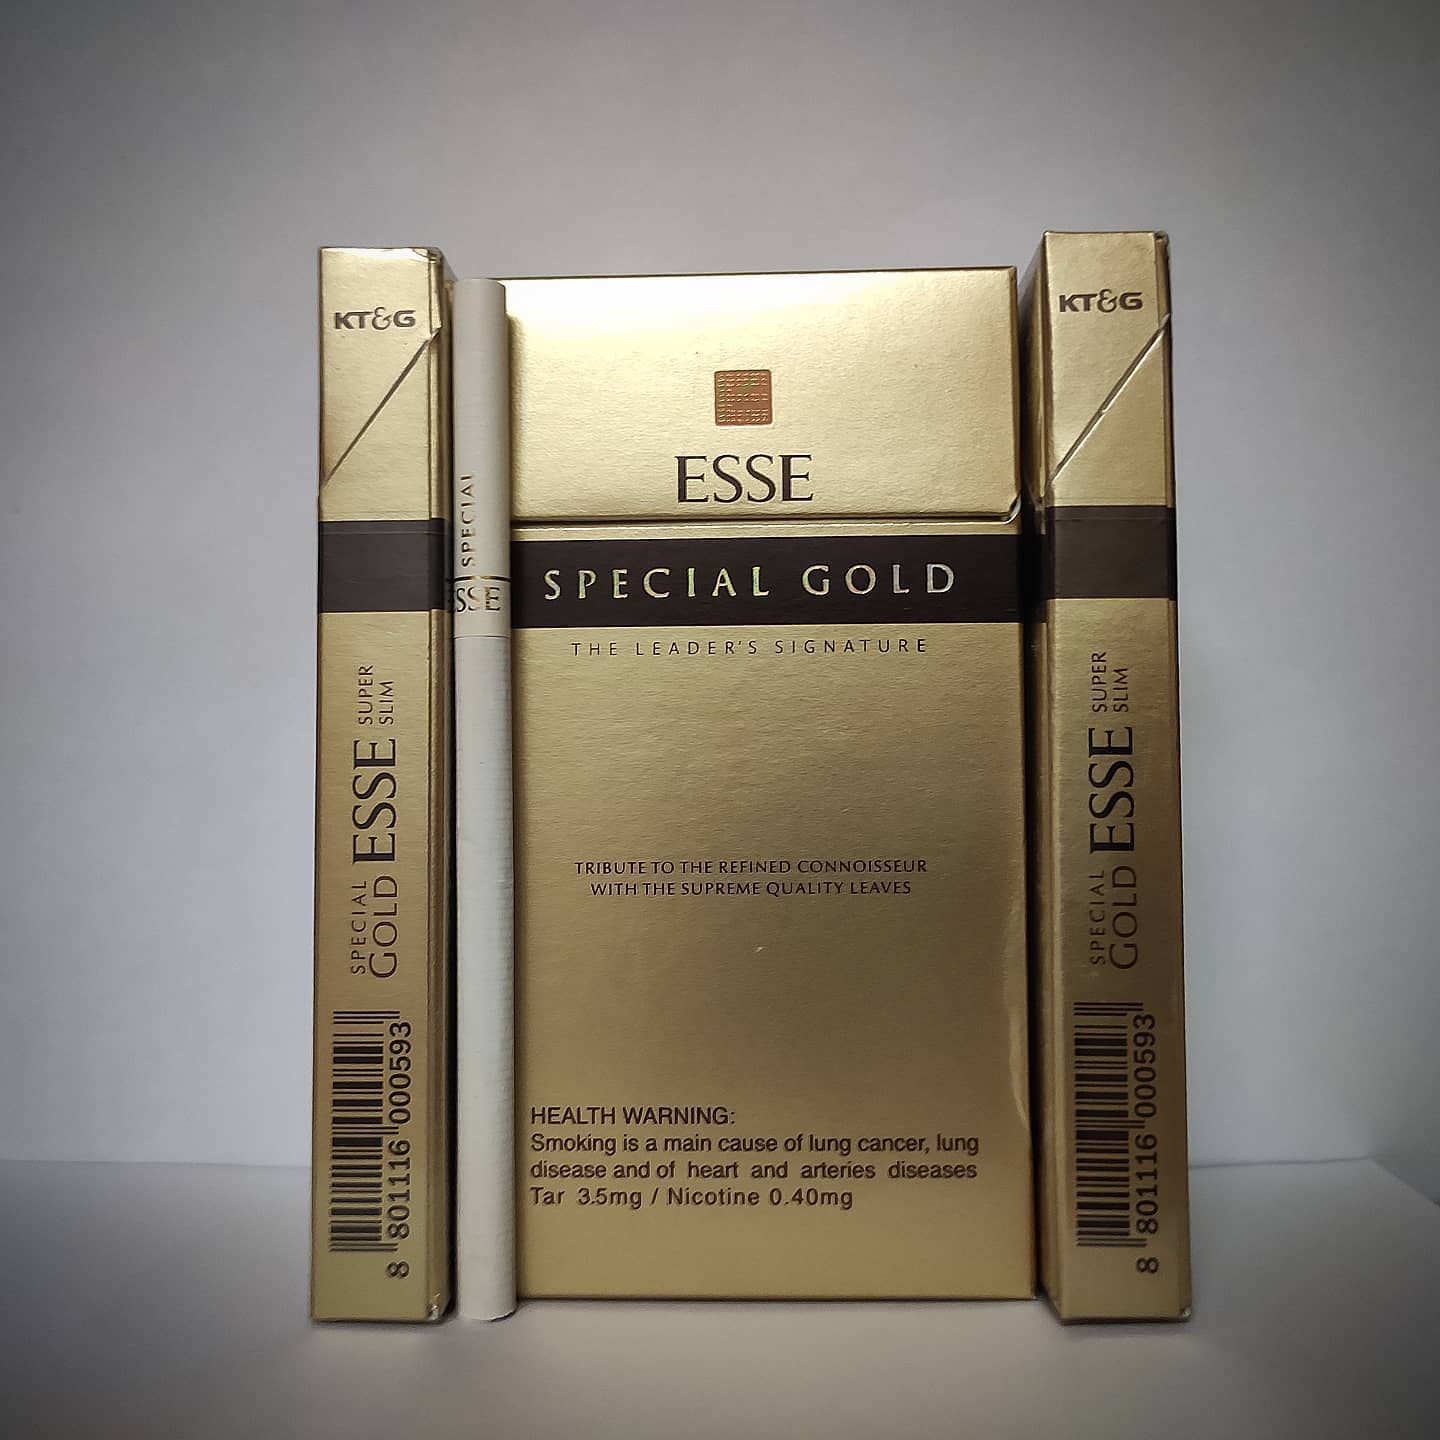 KT&G
SPECIAL
GOLD ESSE SUPER
SLIM
8 801116 000593
SPECIAL
ESSE
ESSE
SPECIAL GOLD
THE LEADER'S SIGNATURE
TRIBUTE TO THE REFINED CONNOISSEUR
WITH THE SUPREME QUALITY LEAVES
HEALTH WARNING:
Smoking is a main cause of lung cancer, lung
disease and of heart and arteries diseases
Tar 3.5mg / Nicotine 0.40mg
KT&G
SPECIAL
GOLD ESSE SUPER
SLIM
8 801116 000593